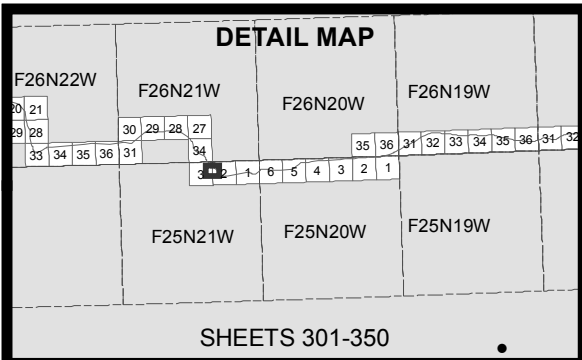 DETAIL MAP
F26N22W F26N21W F26N20W F26N19W
20 21
29 28 30 29 28 27
33 34 35 36 31 34 35 36 31 32 33 34 35 36 31 32
3 2 1 6 5 4 3 2 1
F25N21W F25N20W F25N19W
SHEETS 301-350